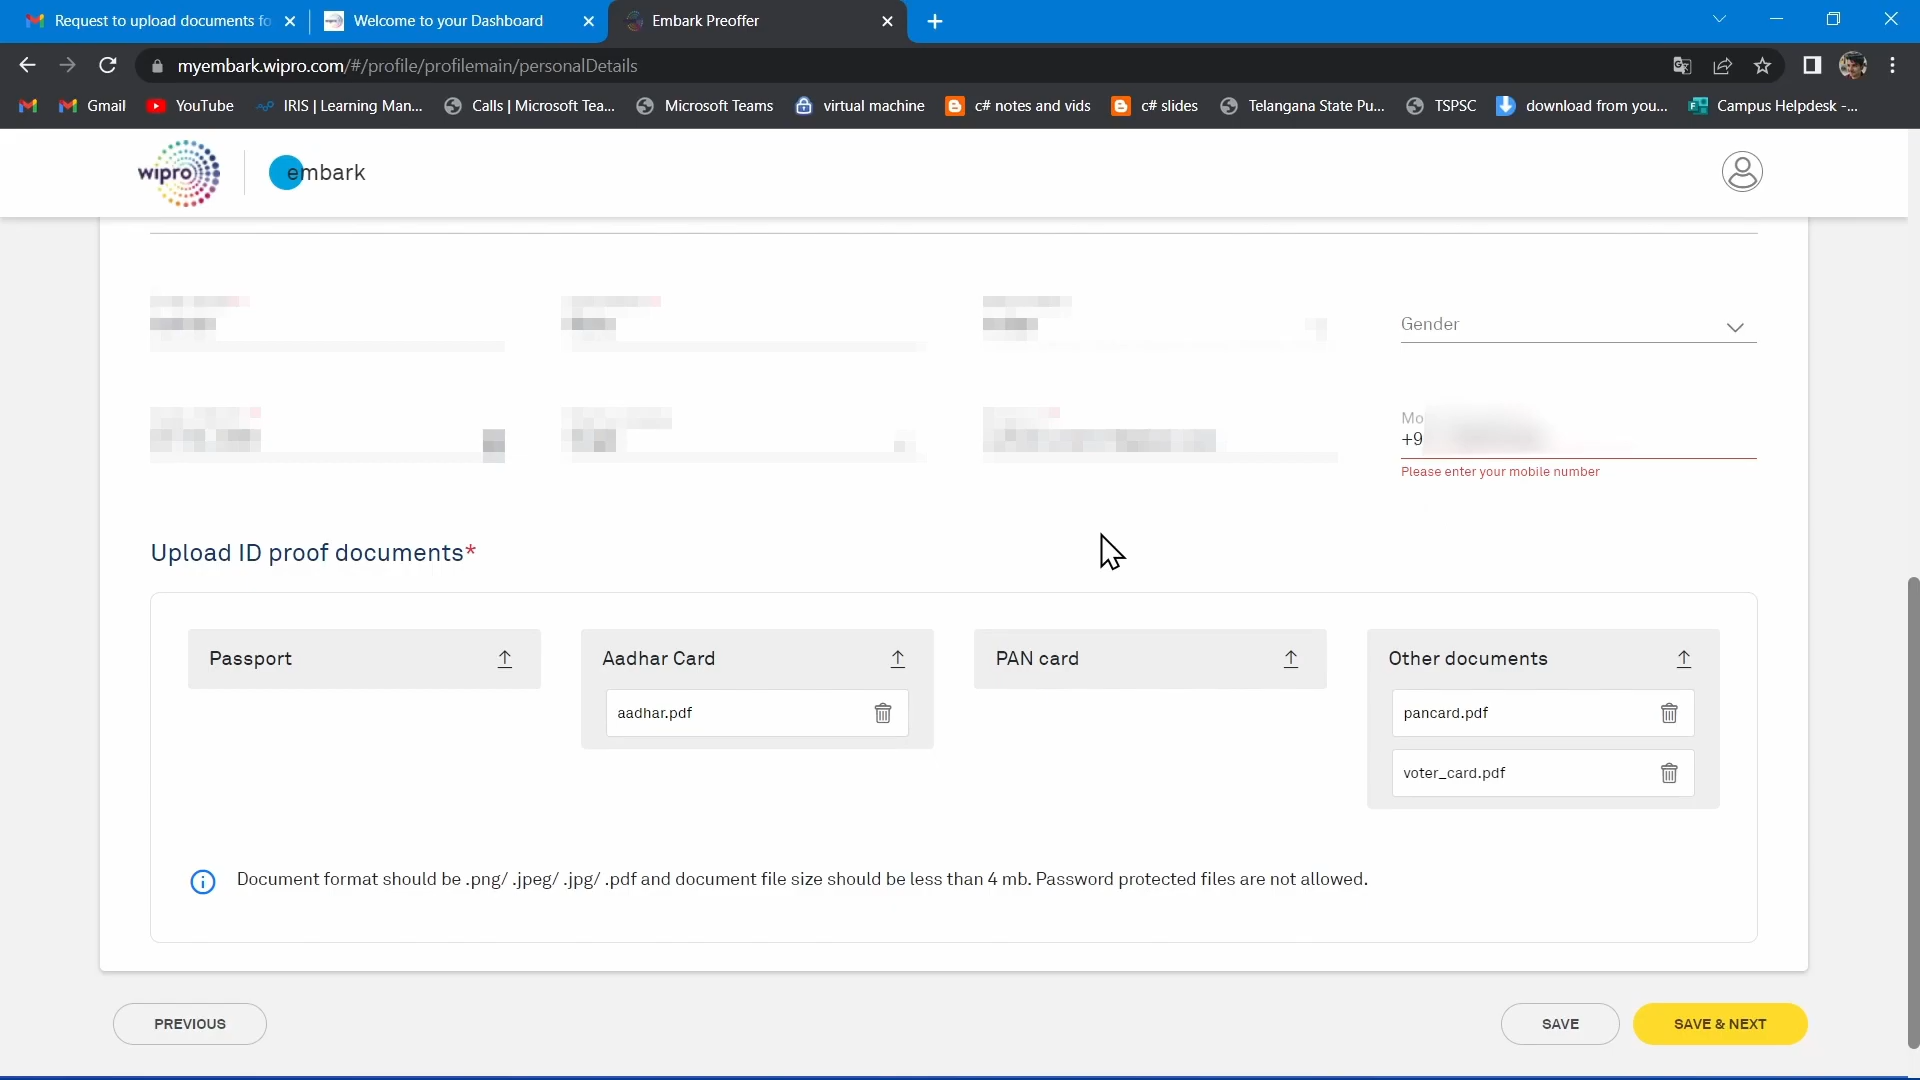 Request to upload documents fo
Welcome to your Dashboard
Embark Preoffer
myembark.wipro.com/#/profile/profilemain/personalDetails
Gmail
YouTube
IRIS | Learning Man...
Calls | Microsoft Tea...
Microsoft Teams
virtual machine
c# notes and vids
c# slides
Telangana State Pu...
TSPSC
download from you...
Campus Helpdesk -...
wipro
embark
Gender
Mo
+9
Please enter your mobile number
Upload ID proof documents*
Passport
Aadhar Card
PAN card
Other documents
aadhar.pdf
pancard.pdf
voter_card.pdf
Document format should be .png/ .jpeg/ .jpg/ .pdf and document file size should be less than 4 mb. Password protected files are not allowed.
PREVIOUS
SAVE
SAVE & NEXT